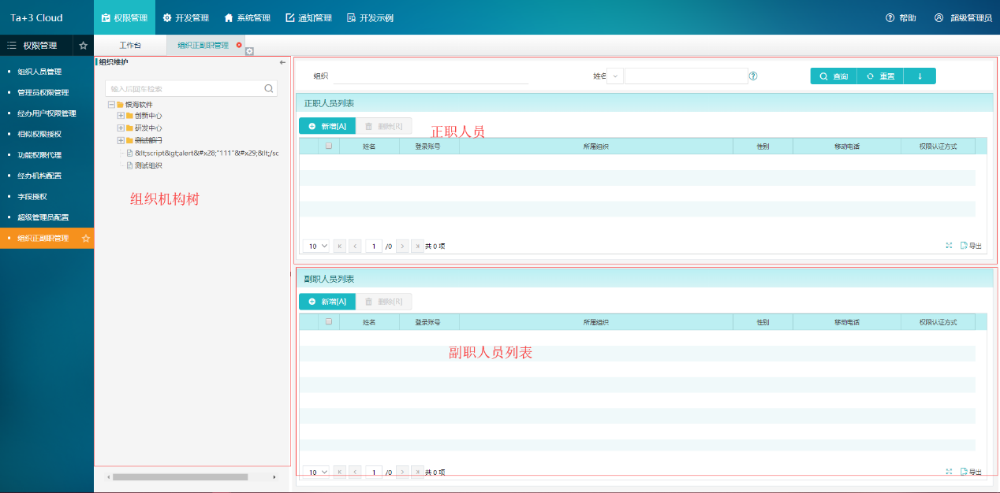 Ta+3 Cloud 权限管理 开发管理 系统管理 通知管理 开发示例 帮助 超级管理员
权限管理 工作台 组织正副职管理
组织人员管理
管理员权限管理
经办用户权限管理
相似权限授权
功能权限代理
经办机构配置
字段授权
超级管理员配置
组织正副职管理
组织维护
输入后回车检索
银海软件
创新中心
研发中心
测试部门
&lt;script&gt;alert&#x28;"111"&#x29;&lt;/sc
测试组织
组织机构树
组织 姓名 查询 重置
正职人员列表
新增[A] 删除[R] 正职人员
姓名 登录账号 所属组织 性别 移动电话 权限认证方式
10 1 /0 共 0 项 导出
副职人员列表
新增[A] 删除[R]
姓名 登录账号 所属组织 性别 移动电话 权限认证方式
副职人员列表
10 1 /0 共 0 项 导出